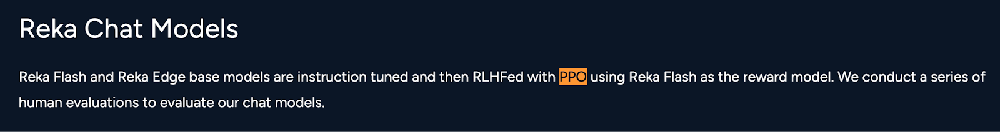 Reka Chat Models
Reka Flash and Reka Edge base models are instruction tuned and then RLHFed with PPO using Reka Flash as the reward model. We conduct a series of
human evaluations to evaluate our chat models.